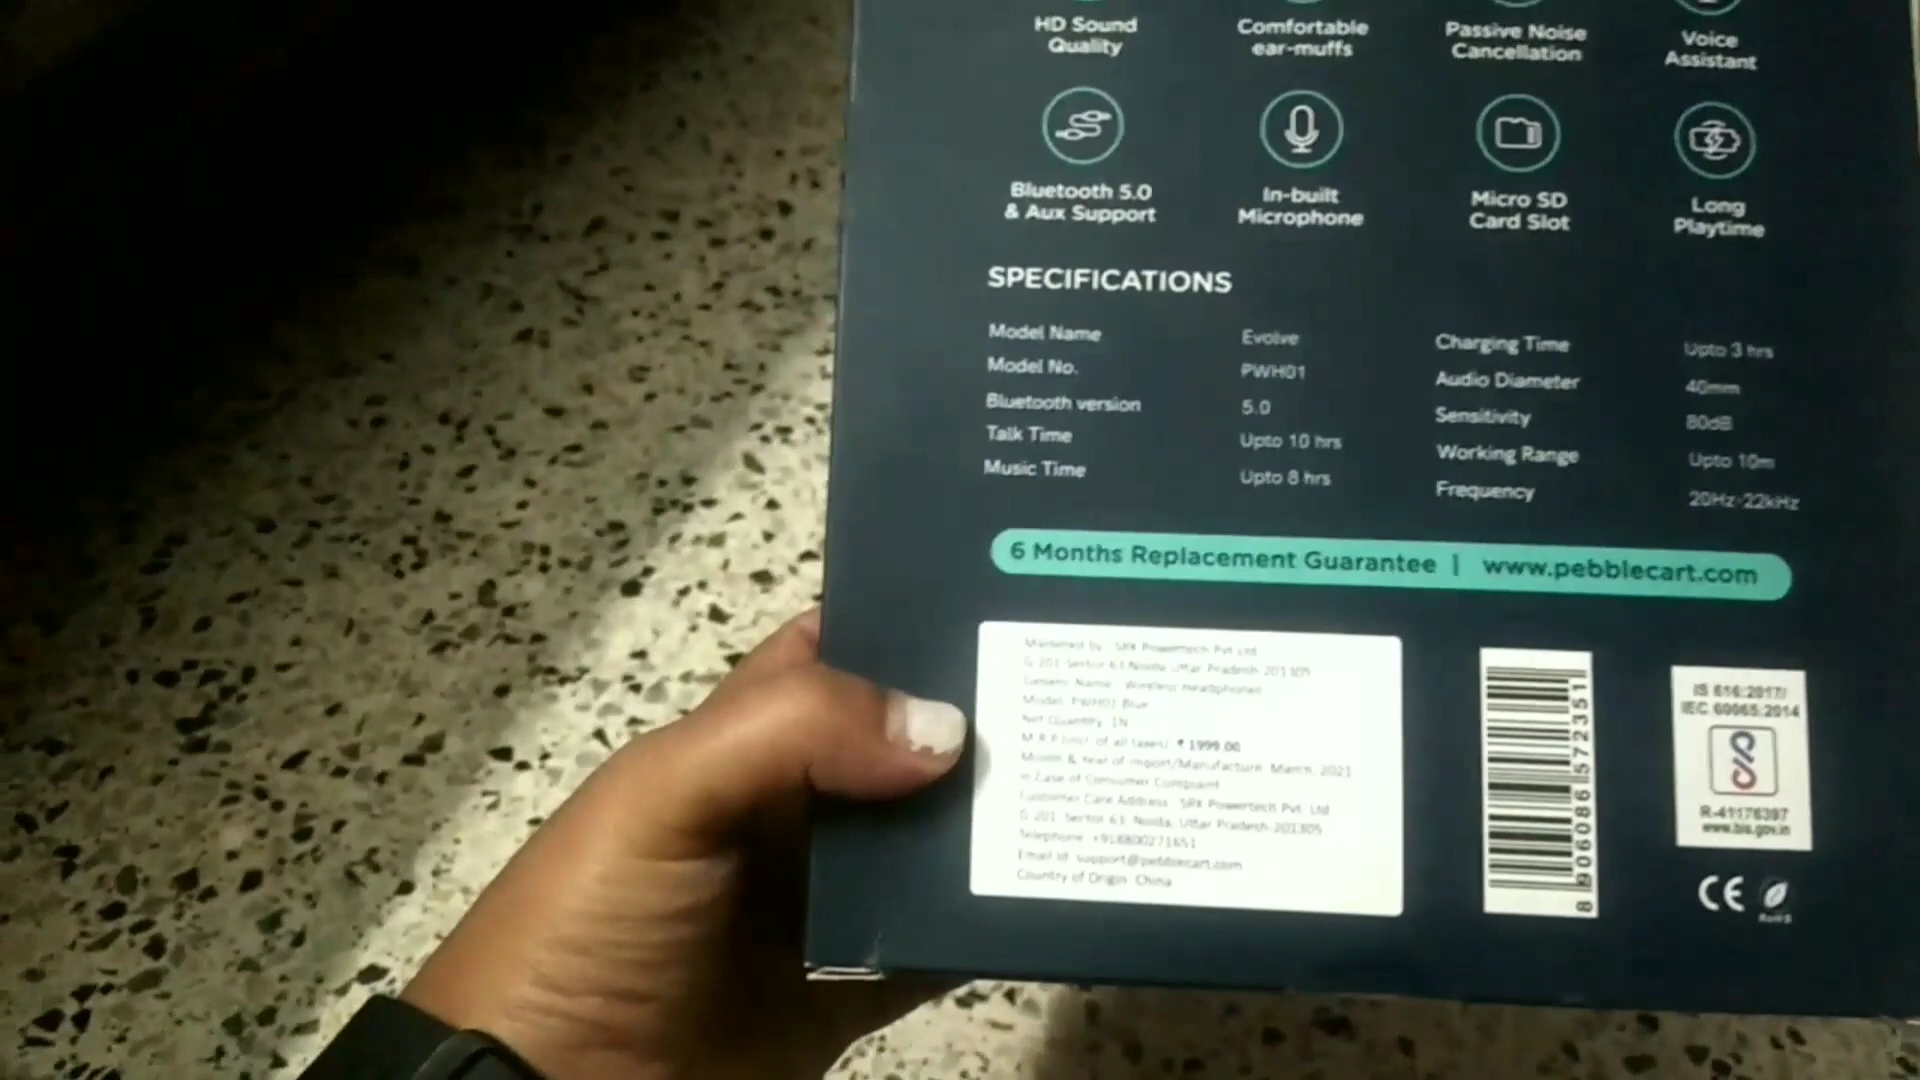 HD Sound
Quality
Comfortable
ear-muffs
Passive Noise
Cancellation
Voice
Assistant
Bluetooth 5.0
& Aux Support
In-built
Microphone
Micro SD
Card Slot
Long
Playtime
SPECIFICATIONS
Model Name Evolve
Model No. PWH01
Bluetooth version 5.0
Talk Time Upto 10 hrs
Music Time Upto 8 hrs
Charging Time Upto 3 hrs
Audio Diameter 40mm
Sensitivity 80dB
Working Range Upto 10m
Frequency 20Hz-22kHz
6 Months Replacement Guarantee | www.pebblecart.com
Marketed by : SRK Powertech Pvt Ltd
G 201 Sector 63 Noida Uttar Pradesh 201305
Generic Name : Wireless Headphones
Model: PWH01 Blue
Net Quantity: 1N
M.R.P (incl. of all taxes): ₹ 1999.00
Month & Year of Import/Manufacture: March, 2021
In Case of Consumer Complaint
Customer Care Address : SRK Powertech Pvt. Ltd
G 201 Sector 63 Noida, Uttar Pradesh-201305
Telephone: +918800271651
Email id: support@pebblecart.com
Country of Origin: China
8906086572351
IS 616:2017/
IEC 60065:2014
R-41176397
www.bis.gov.in
CE
RoHS